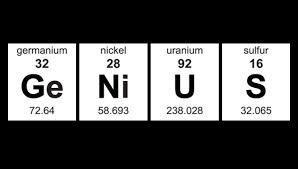 germanium nickel uranium sulfur
32 28 92 16
Ge Ni U S
72.64 58.693 238.028 32.065